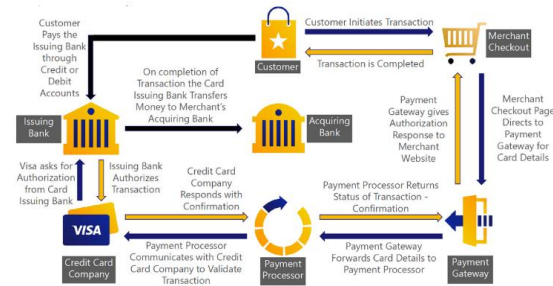 Customer
Pays the
Issuing Bank
through
Credit or
Debit
Accounts
Customer Initiates Transaction
Customer
Transaction is Completed
Merchant
Checkout
On completion of
Transaction the Card
Issuing Bank Transfers
Money to Merchant's
Acquiring Bank
Issuing
Bank
Acquiring
Bank
Payment
Gateway gives
Authorization
Response to
Merchant
Website
Merchant
Checkout Page
Directs to
Payment
Gateway for
Card Details
Visa asks for
Authorization
from Card
Issuing Bank
Issuing Bank
Authorizes
Transaction
Credit Card
Company
Responds with
Confirmation
Payment Processor Returns
Status of Transaction -
Confirmation
VISA
Credit Card
Company
Payment Processor
Communicates with Credit
Card Company to Validate
Transaction
Payment
Processor
Payment Gateway
Forwards Card Details to
Payment Processor
Payment
Gateway